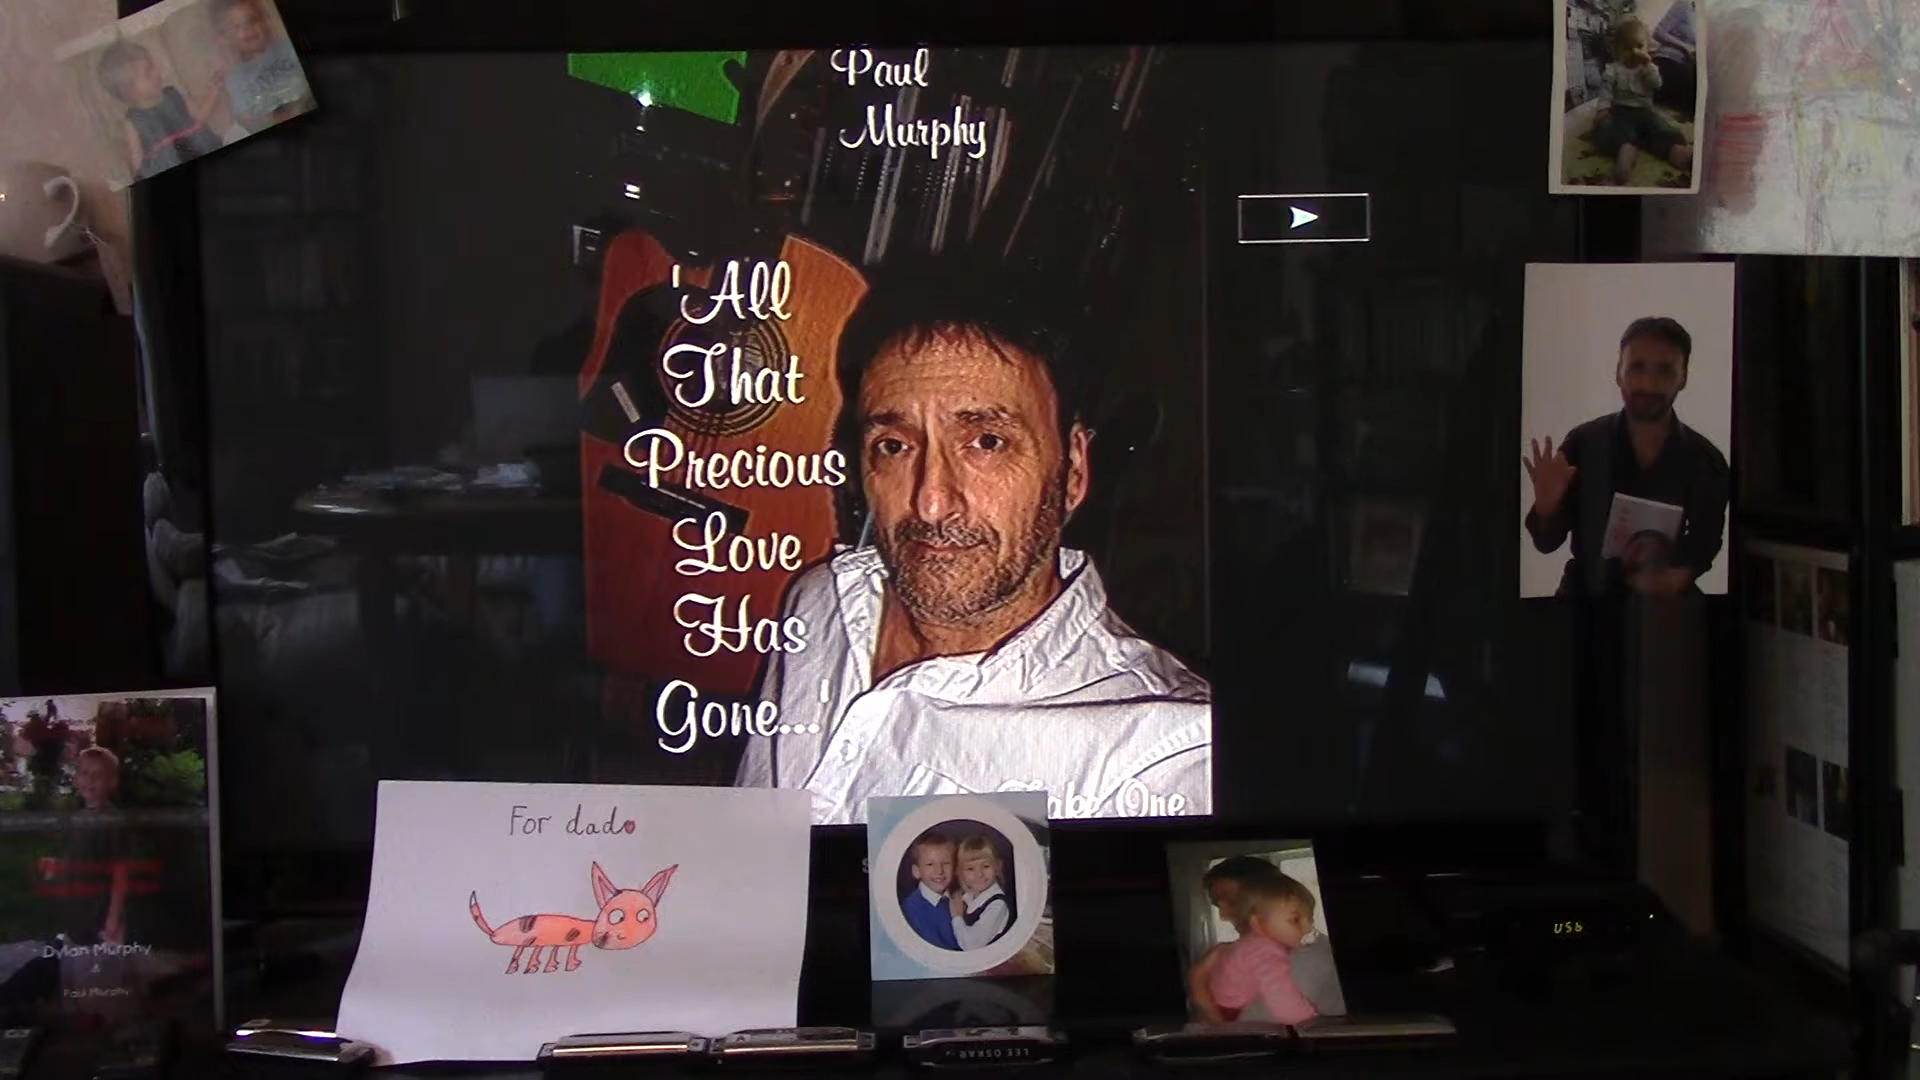 Paul
Murphy
'All
That
Precious
Love
Has
Gone...'
Take One
For dad
Dylan Murphy
&
Paul Murphy
LEE OSKAR
USB